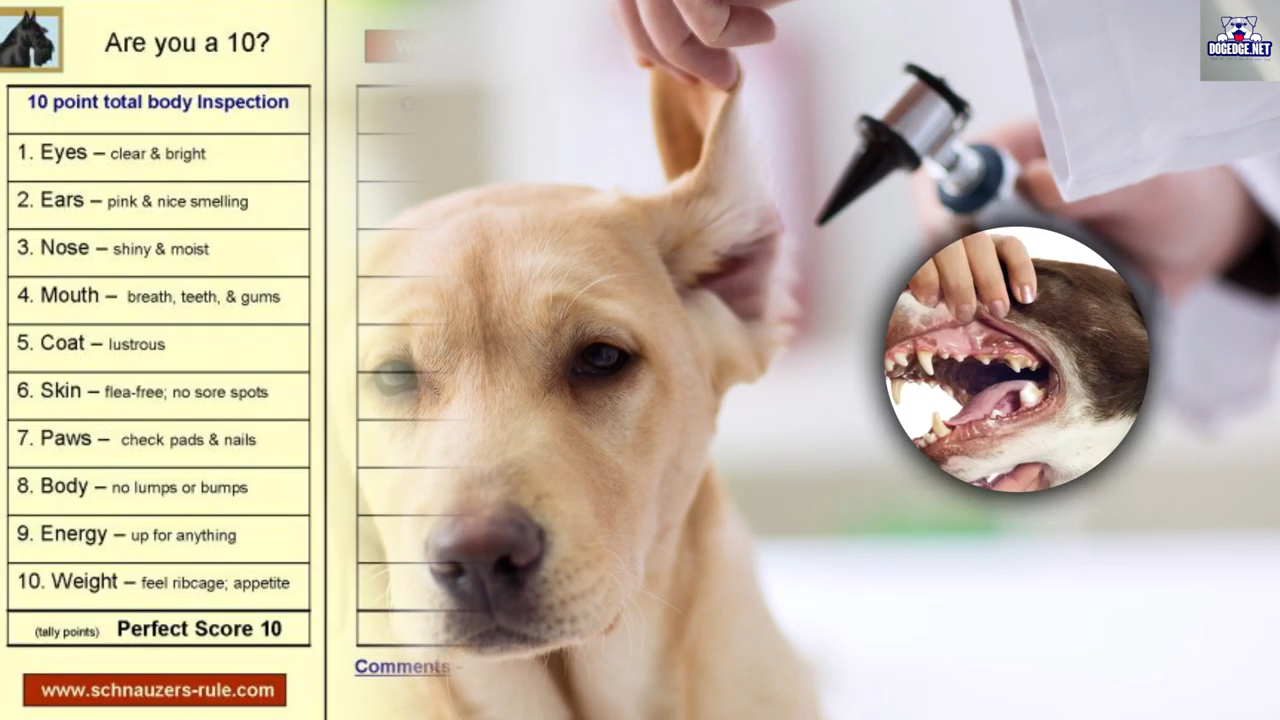 Are you a 10?
10 point total body Inspection
1. Eyes – clear & bright
2. Ears – pink & nice smelling
3. Nose – shiny & moist
4. Mouth – breath, teeth, & gums
5. Coat – lustrous
6. Skin – flea-free; no sore spots
7. Paws – check pads & nails
8. Body – no lumps or bumps
9. Energy – up for anything
10. Weight – feel ribcage; appetite
(tally points) Perfect Score 10
www.schnauzers-rule.com
Comments -
DOGEDGE.NET